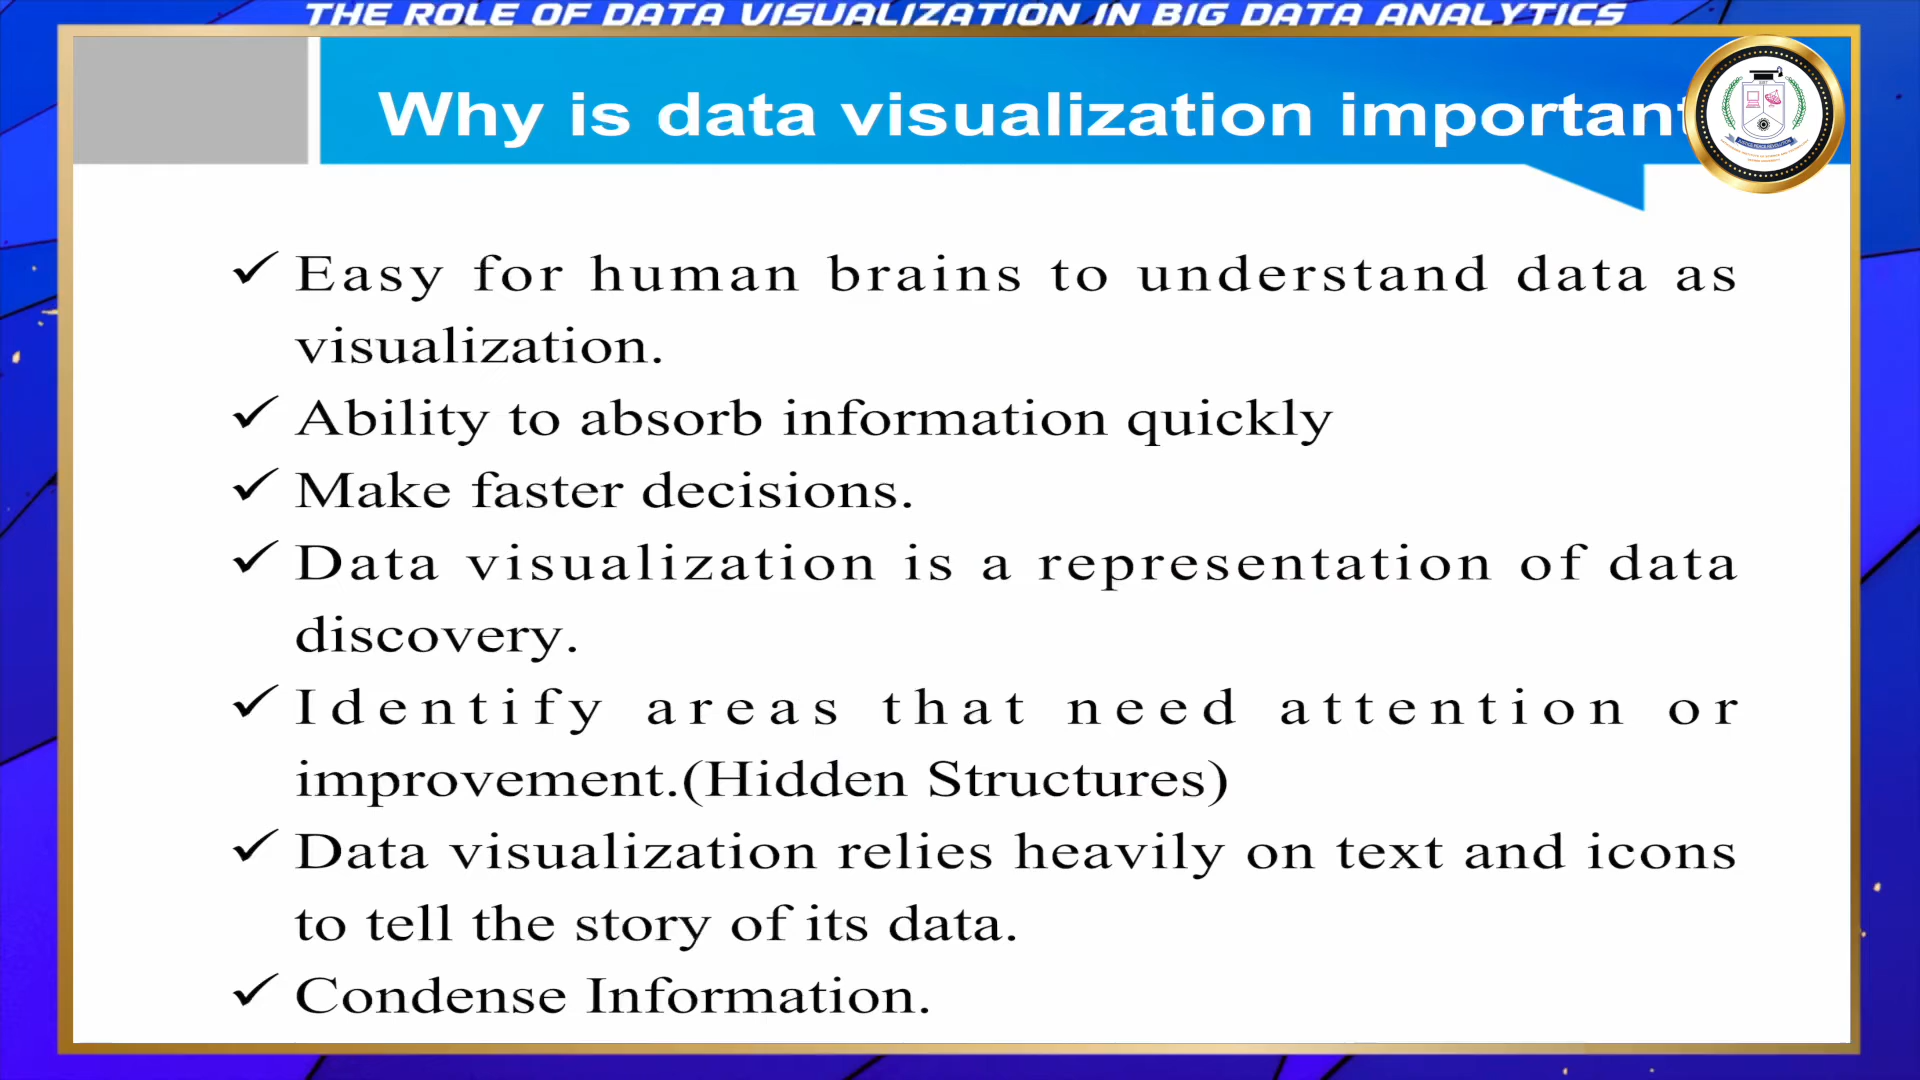 THE ROLE OF DATA VISUALIZATION IN BIG DATA ANALYTICS
Why is data visualization important
✓ Easy for human brains to understand data as
visualization.
✓ Ability to absorb information quickly
✓ Make faster decisions.
✓ Data visualization is a representation of data
discovery.
✓ Identify areas that need attention or
improvement.(Hidden Structures)
✓ Data visualization relies heavily on text and icons
to tell the story of its data.
✓ Condense Information.